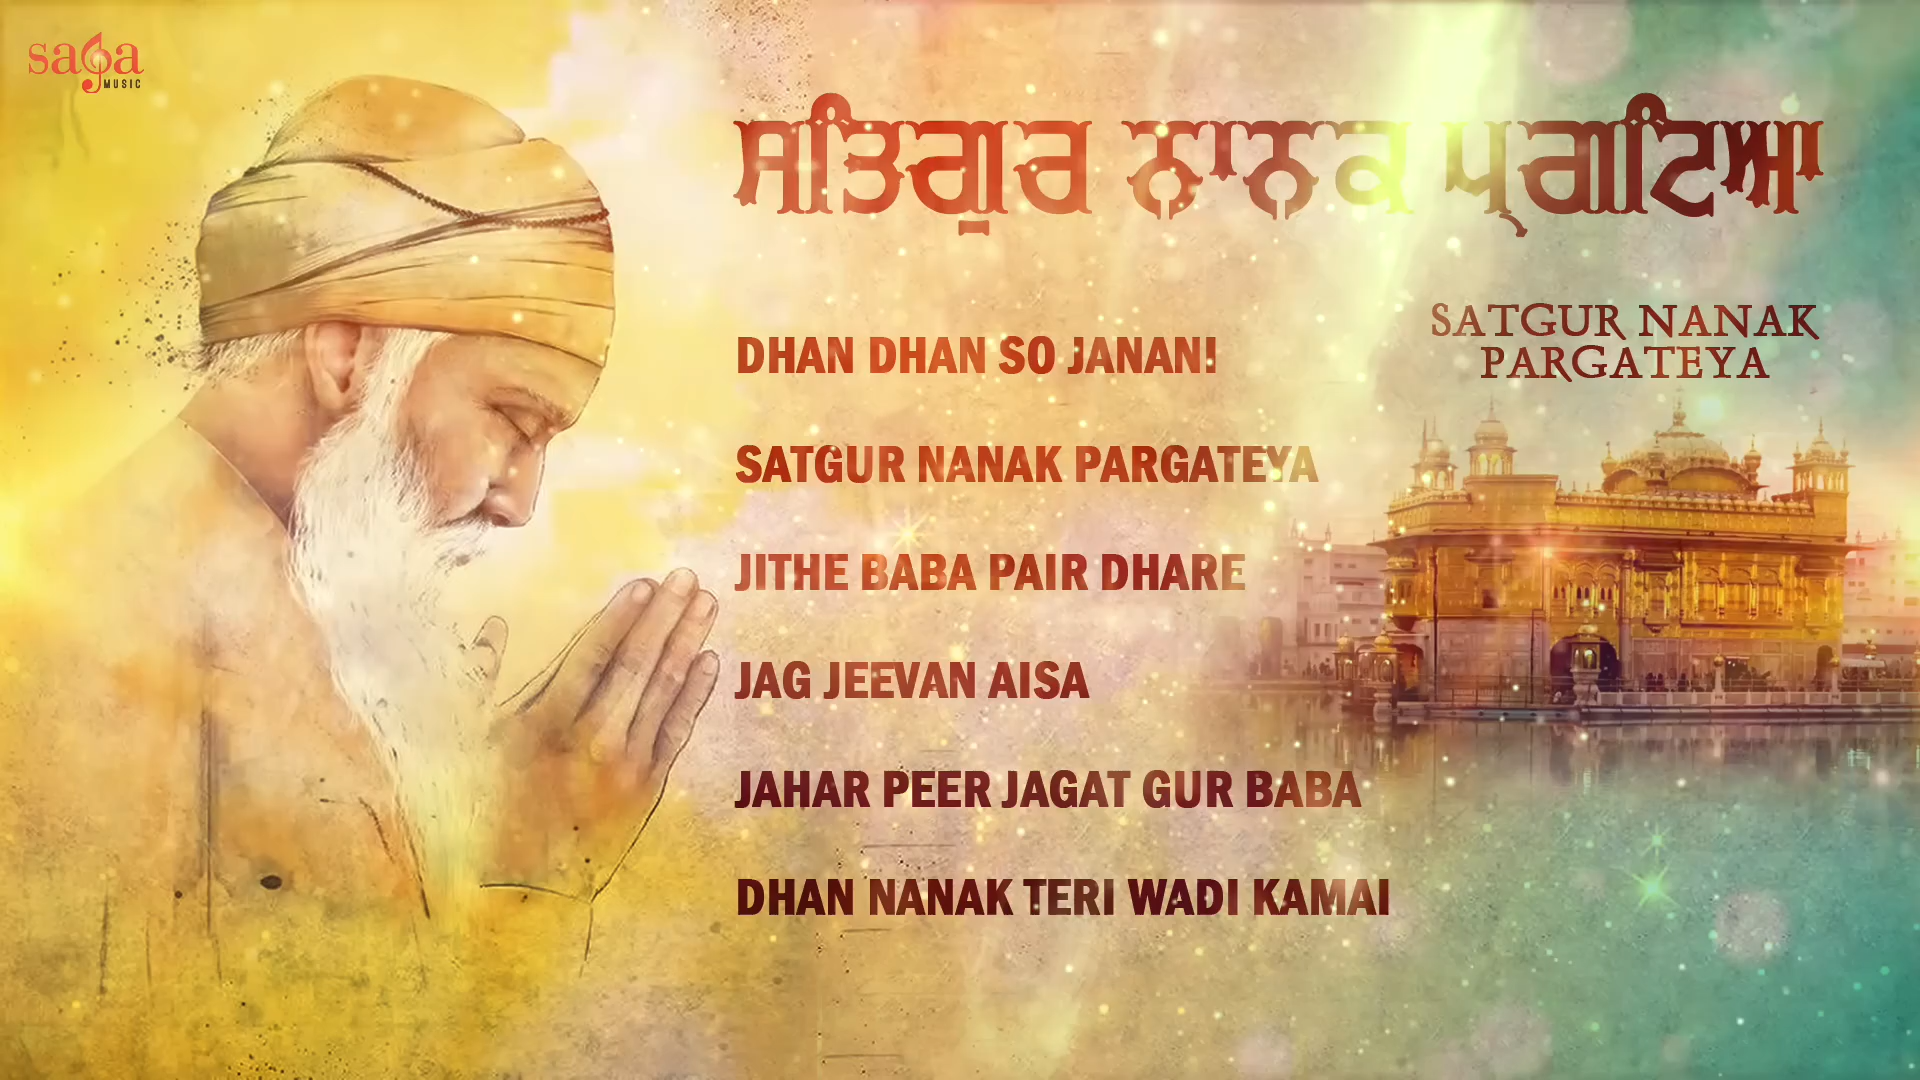 saga
MUSIC
ਸਤਿਗੁਰ ਨਾਨਕ ਪ੍ਰਗਟਿਆ
SATGUR NANAK
PARGATEYA
DHAN DHAN SO JANANI
SATGUR NANAK PARGATEYA
JITHE BABA PAIR DHARE
JAG JEEVAN AISA
JAHAR PEER JAGAT GUR BABA
DHAN NANAK TERI WADI KAMAI